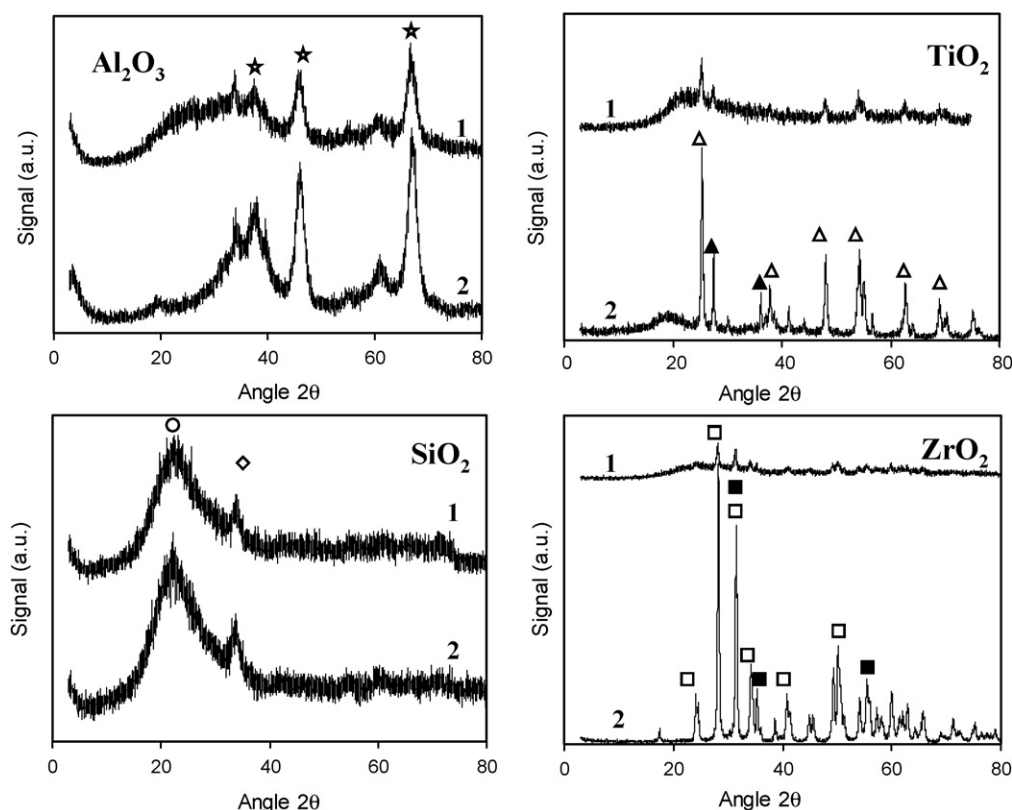 Al₂O₃
1
2
Signal (a.u.)
0 20 40 60 80
Angle 2θ
TiO₂
1
2
Signal (a.u.)
0 20 40 60 80
Angle 2θ
SiO₂
1
2
Signal (a.u.)
0 20 40 60 80
Angle 2θ
ZrO₂
1
2
Signal (a.u.)
0 20 40 60 80
Angle 2θ